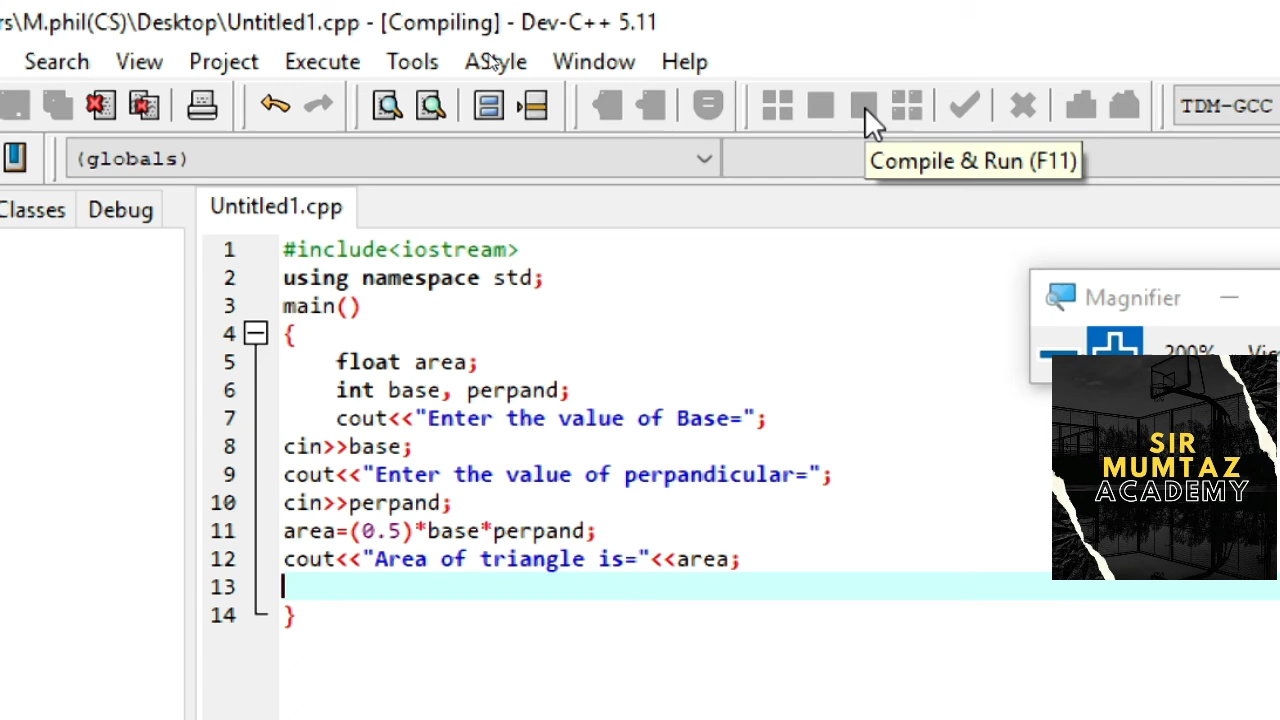 rs\M.phil(CS)\Desktop\Untitled1.cpp - [Compiling] - Dev-C++ 5.11
Search View Project Execute Tools AStyle Window Help
TDM-GCC
(globals)
Compile & Run (F11)
Classes Debug Untitled1.cpp
1 #include<iostream>
2 using namespace std;
3 main()
4 {
5 float area;
6 int base, perpand;
7 cout<<"Enter the value of Base=";
8 cin>>base;
9 cout<<"Enter the value of perpandicular=";
10 cin>>perpand;
11 area=(0.5)*base*perpand;
12 cout<<"Area of triangle is="<<area;
13
14 }
Magnifier
200%
SIR
MUMTAZ
ACADEMY